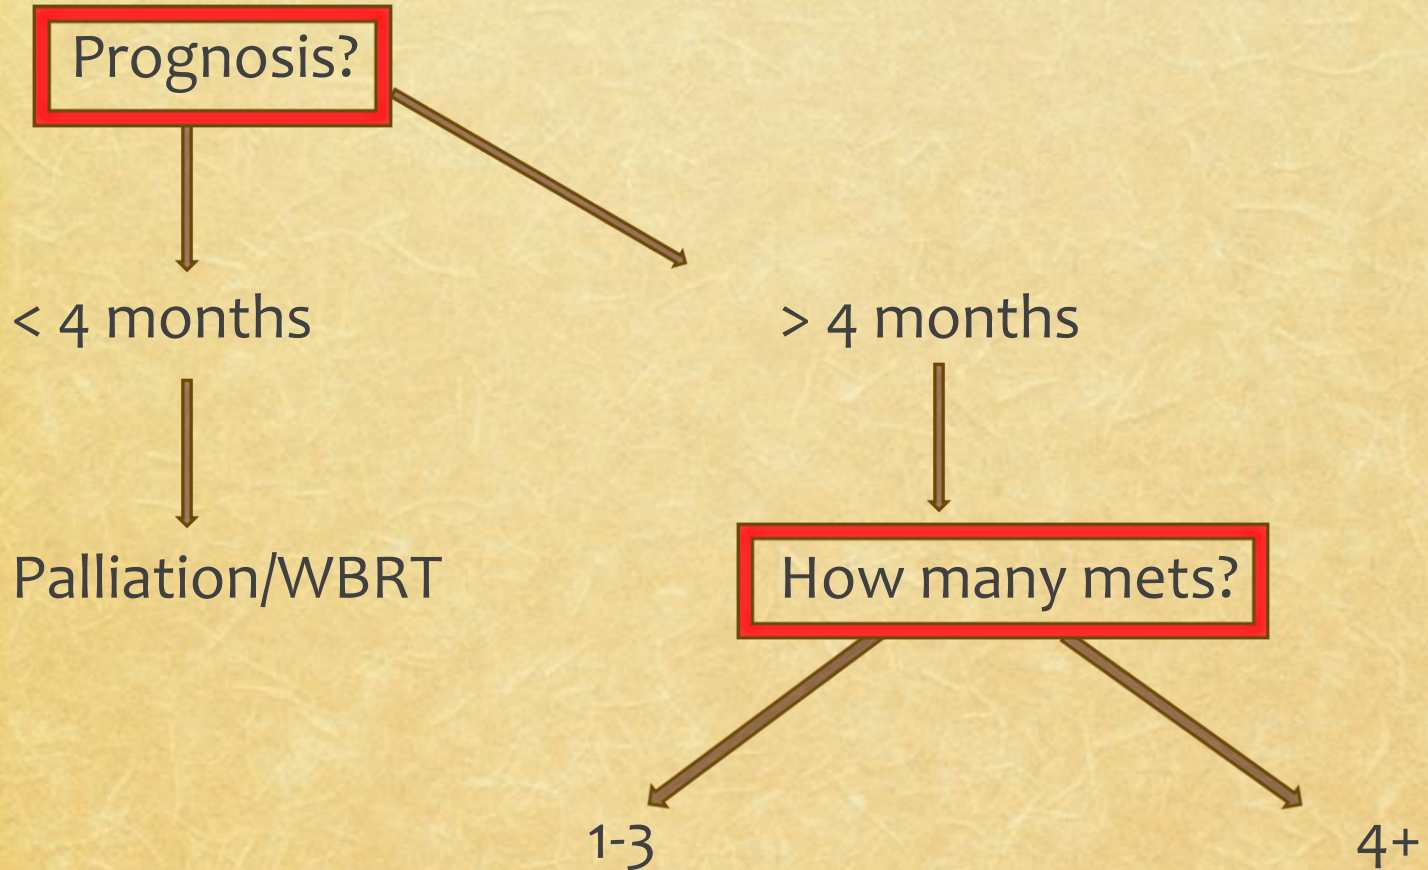 Prognosis?
< 4 months
> 4 months
Palliation/WBRT
How many mets?
1-3
4+